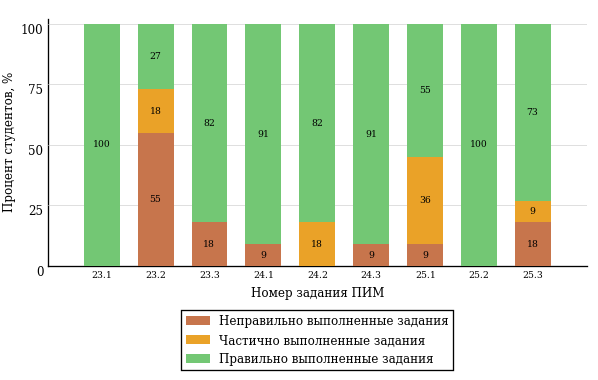 Процент студентов, %
100
75
50
25
0
100
55 18 27
18 82
9 91
18 82
9 91
9 36 55
100
18 9 73
23.1 23.2 23.3 24.1 24.2 24.3 25.1 25.2 25.3
Номер задания ПИМ
Неправильно выполненные задания
Частично выполненные задания
Правильно выполненные задания